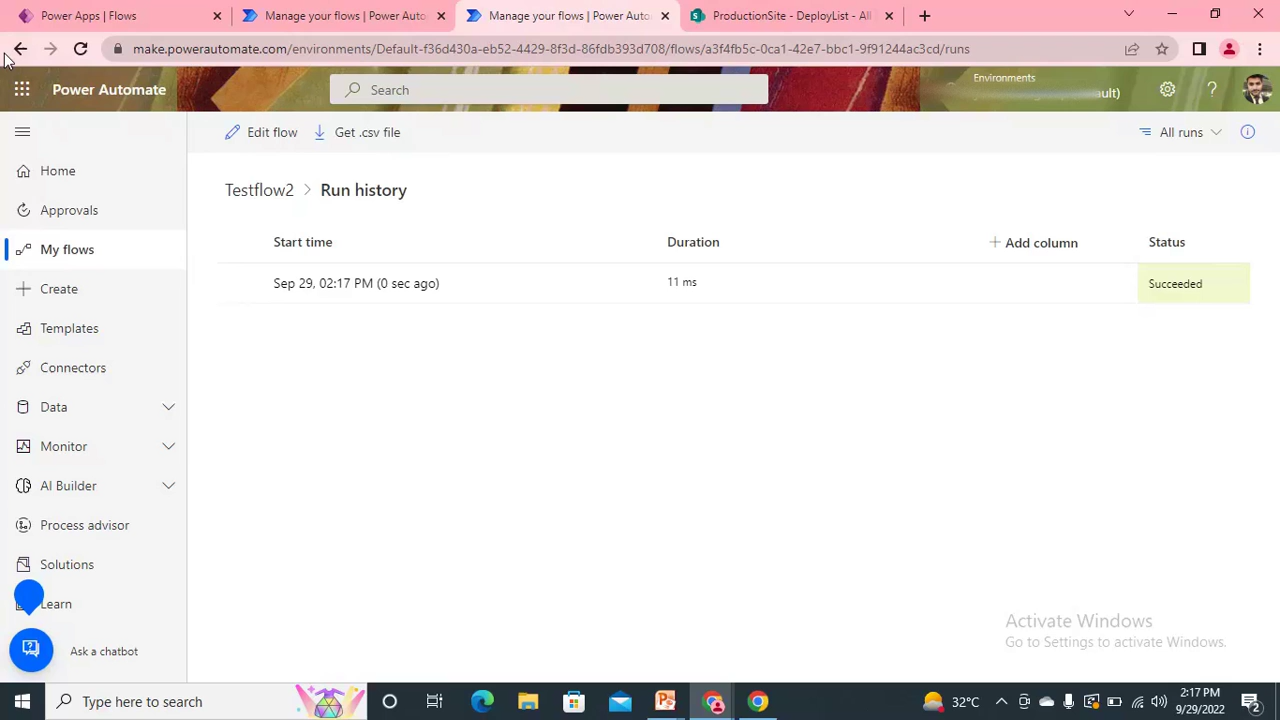 Power Apps | Flows
Manage your flows | Power Auto
Manage your flows | Power Auto
ProductionSite - DeployList - All
make.powerautomate.com/environments/Default-f36d430a-eb52-4429-8f3d-86fdb393d708/flows/a3f4fb5c-0ca1-42e7-bbc1-9f91244ac3cd/runs
Power Automate
Search
Environments
ult)
Edit flow
Get .csv file
All runs
Home
Approvals
My flows
Create
Templates
Connectors
Data
Monitor
AI Builder
Process advisor
Solutions
Learn
Ask a chatbot
Testflow2 > Run history
Start time
Duration
Add column
Status
Sep 29, 02:17 PM (0 sec ago)
11 ms
Succeeded
Activate Windows
Go to Settings to activate Windows.
Type here to search
32°C
2:17 PM
9/29/2022
2